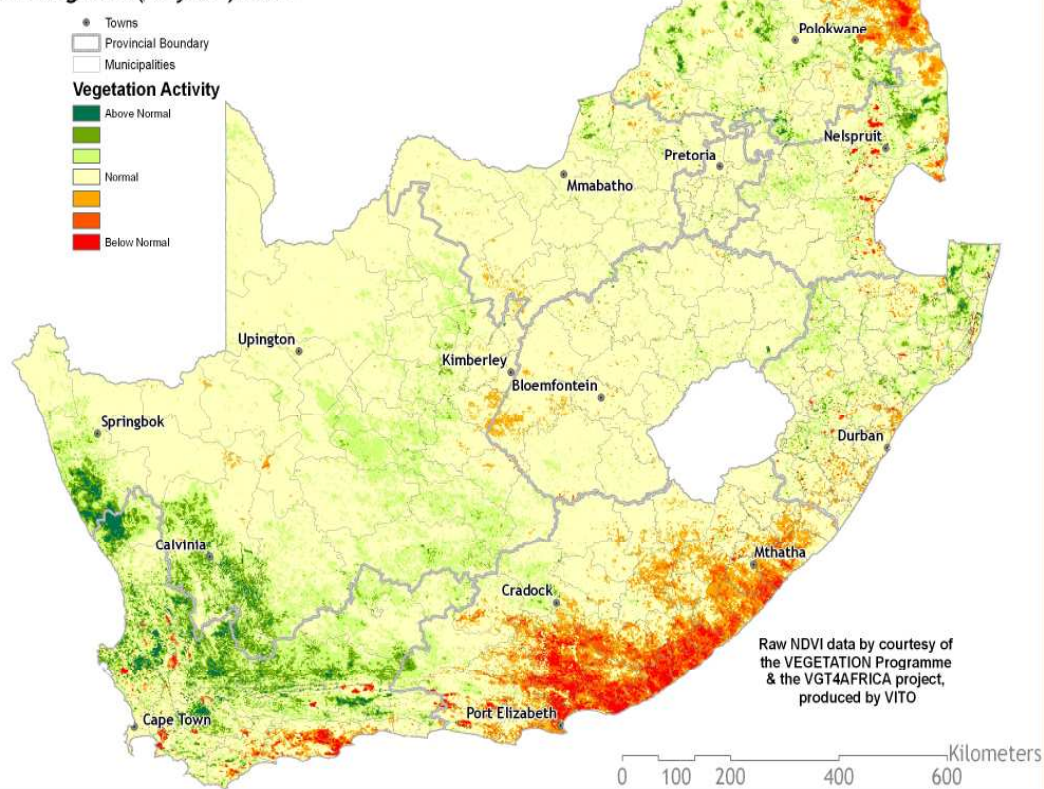 Towns
Provincial Boundary
Municipalities
Vegetation Activity
Above Normal
Normal
Below Normal
Polokwane
Nelspruit
Pretoria
Mmabatho
Upington
Kimberley
Bloemfontein
Springbok
Durban
Calvinia
Mthatha
Cradock
Raw NDVI data by courtesy of
the VEGETATION Programme
& the VGT4AFRICA project,
produced by VITO
Port Elizabeth
Cape Town
Kilometers
0 100 200 400 600